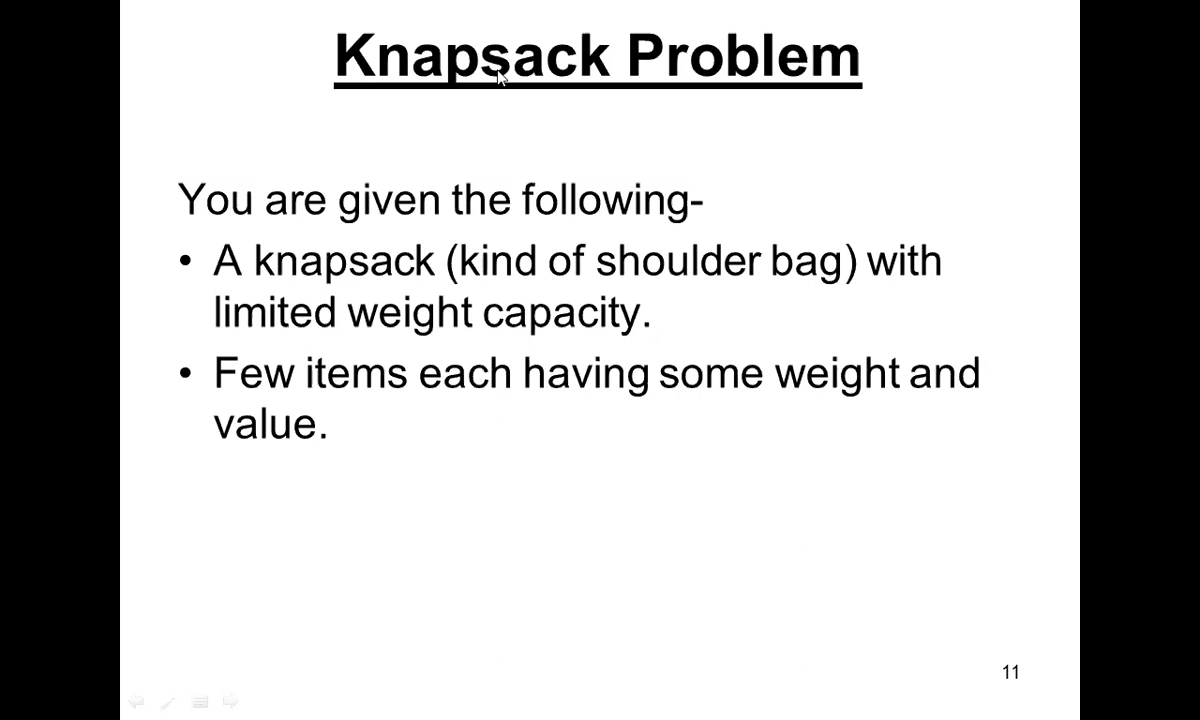 Knapsack Problem
You are given the following-
• A knapsack (kind of shoulder bag) with
limited weight capacity.
• Few items each having some weight and
value.
11